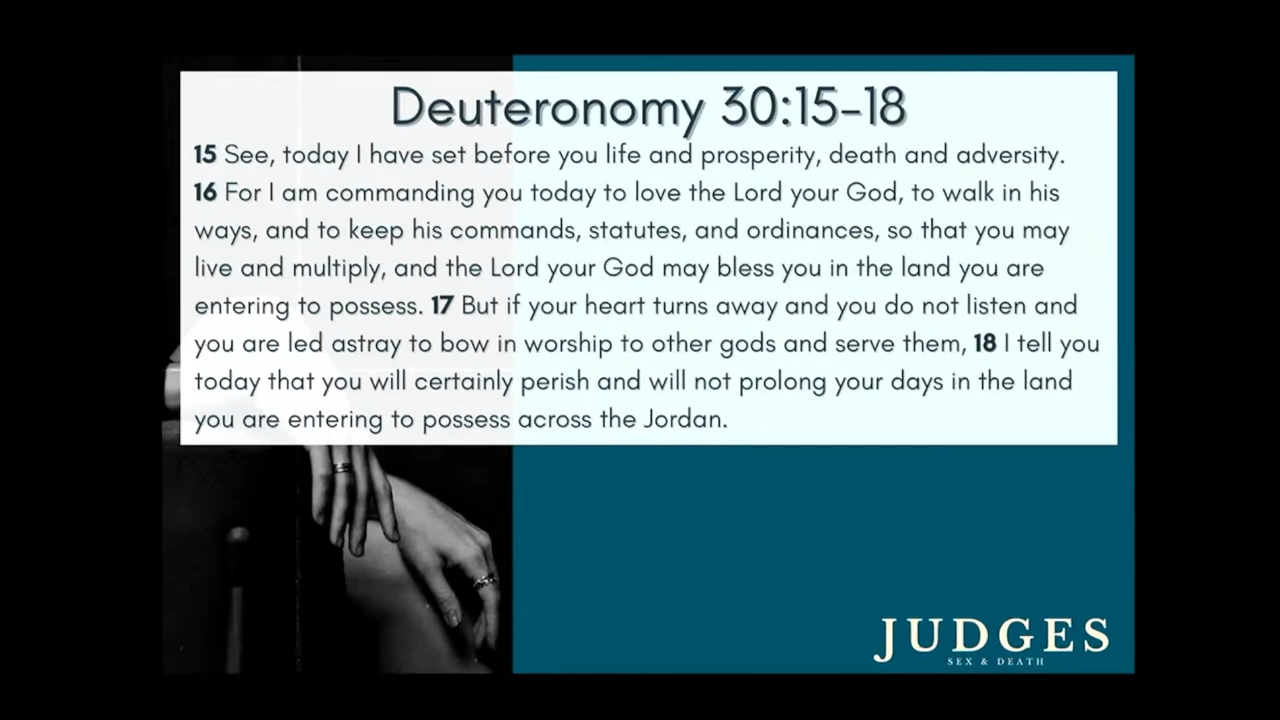 Deuteronomy 30:15-18
15 See, today I have set before you life and prosperity, death and adversity.
16 For I am commanding you today to love the Lord your God, to walk in his
ways, and to keep his commands, statutes, and ordinances, so that you may
live and multiply, and the Lord your God may bless you in the land you are
entering to possess. 17 But if your heart turns away and you do not listen and
you are led astray to bow in worship to other gods and serve them, 18 I tell you
today that you will certainly perish and will not prolong your days in the land
you are entering to possess across the Jordan.
JUDGES
SEX & DEATH